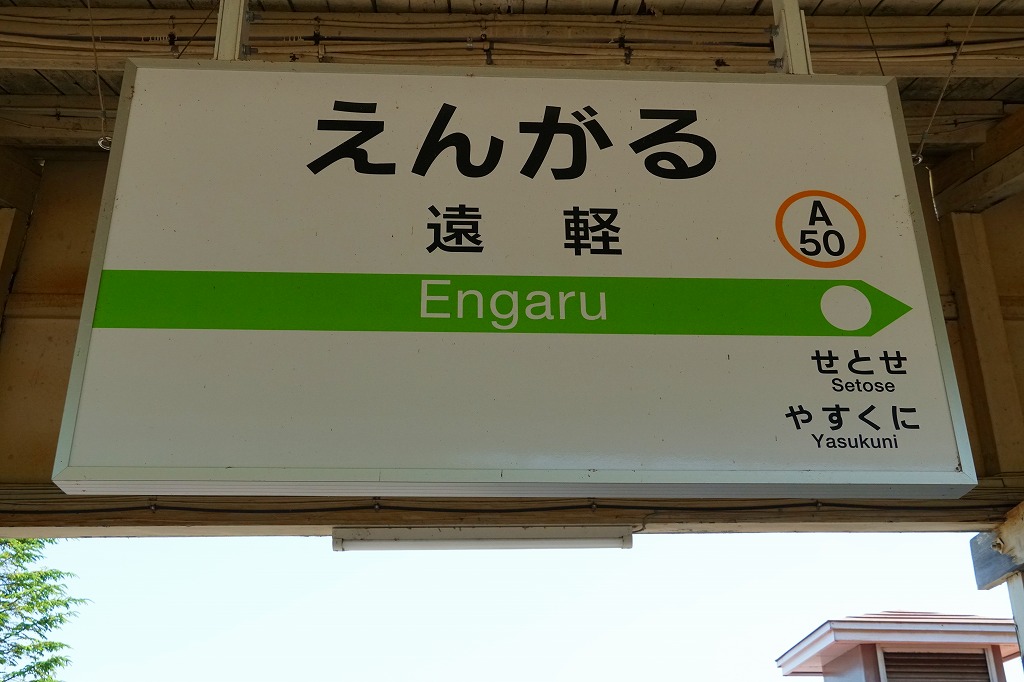 えんがる
遠軽
A
50
Engaru
せとせ
Setose
やすくに
Yasukuni